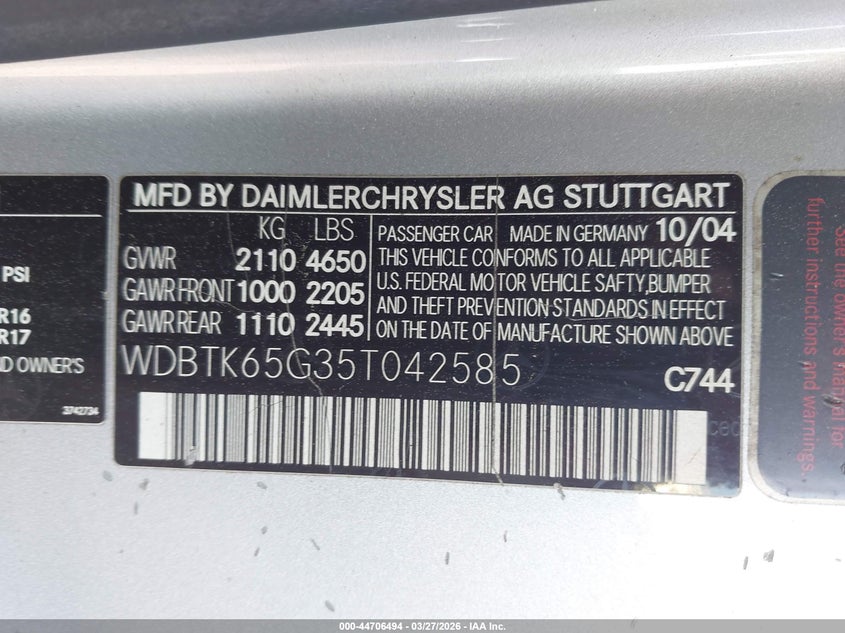 PSI
R16
R17
D OWNER'S
3742734
MFD BY DAIMLERCHRYSLER AG STUTTGART
KG LBS
GVWR 2110 4650
GAWR FRONT 1000 2205
GAWR REAR 1110 2445
PASSENGER CAR MADE IN GERMANY 10/04
THIS VEHICLE CONFORMS TO ALL APPLICABLE
U.S. FEDERAL MOTOR VEHICLE SAFTY,BUMPER
AND THEFT PREVENTION STANDARDS IN EFFECT
ON THE DATE OF MANUFACTURE SHOWN ABOVE
WDBTK65G35T042585
C744
See the
owner's Manual for
further instructions
and warnings.
000-44706494 - 03/27/2026 - IAA Inc.